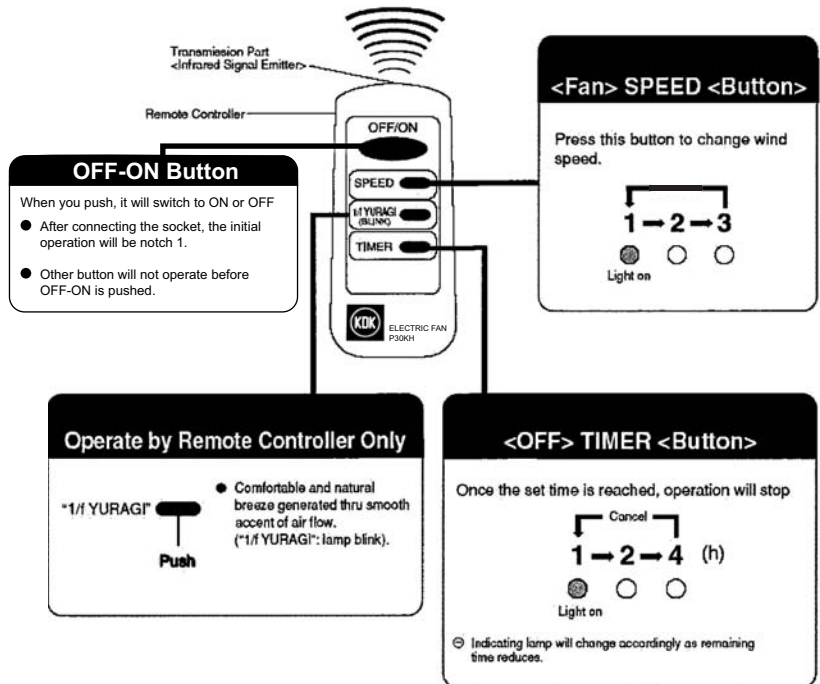 Transmission Part
<Infrared Signal Emitter>
Remote Controller
OFF/ON
SPEED
1/f YURAGI
(BLINK)
TIMER
KDK
ELECTRIC FAN
P30KH
OFF-ON Button
When you push, it will switch to ON or OFF
● After connecting the socket, the initial
operation will be notch 1.
● Other button will not operate before
OFF-ON is pushed.
<Fan> SPEED <Button>
Press this button to change wind
speed.
1 → 2 → 3
Light on
Operate by Remote Controller Only
"1/f YURAGI"
Push
● Comfortable and natural
breeze generated thru smooth
accent of air flow.
("1/f YURAGI": lamp blink).
<OFF> TIMER <Button>
Once the set time is reached, operation will stop
Cancel
1 → 2 → 4 (h)
Light on
⊖ Indicating lamp will change accordingly as remaining
time reduces.